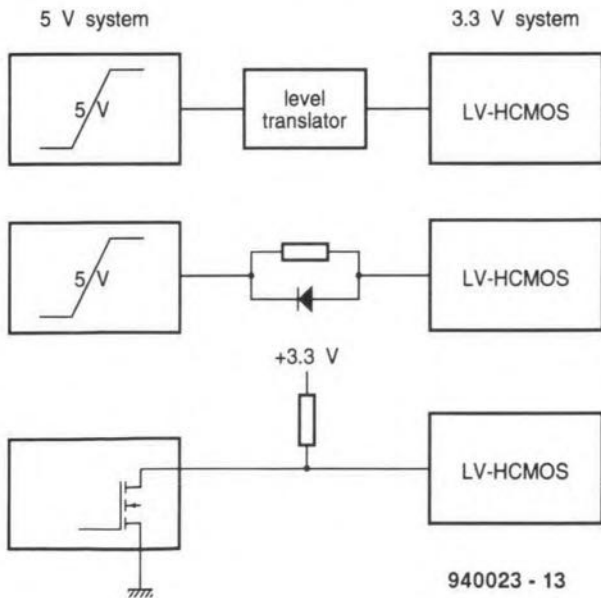 5 V system
3.3 V system
5 V
level
translator
LV-HCMOS
5 V
LV-HCMOS
+3.3 V
LV-HCMOS
940023 - 13